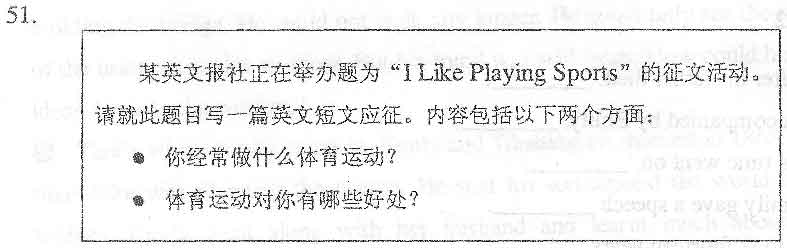 51.
某英文报社正在举办题为“I Like Playing Sports”的征文活动。
请就此题目写一篇英文短文应征。内容包括以下两个方面：
● 你经常做什么体育运动？
● 体育运动对你有哪些好处？